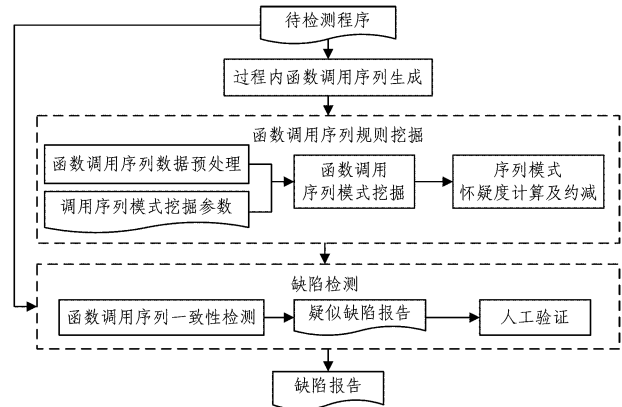 待检测程序
过程内函数调用序列生成
函数调用序列规则挖掘
函数调用序列数据预处理
调用序列模式挖掘参数
函数调用
序列模式挖掘
序列模式
怀疑度计算及约减
缺陷检测
函数调用序列一致性检测
疑似缺陷报告
人工验证
缺陷报告